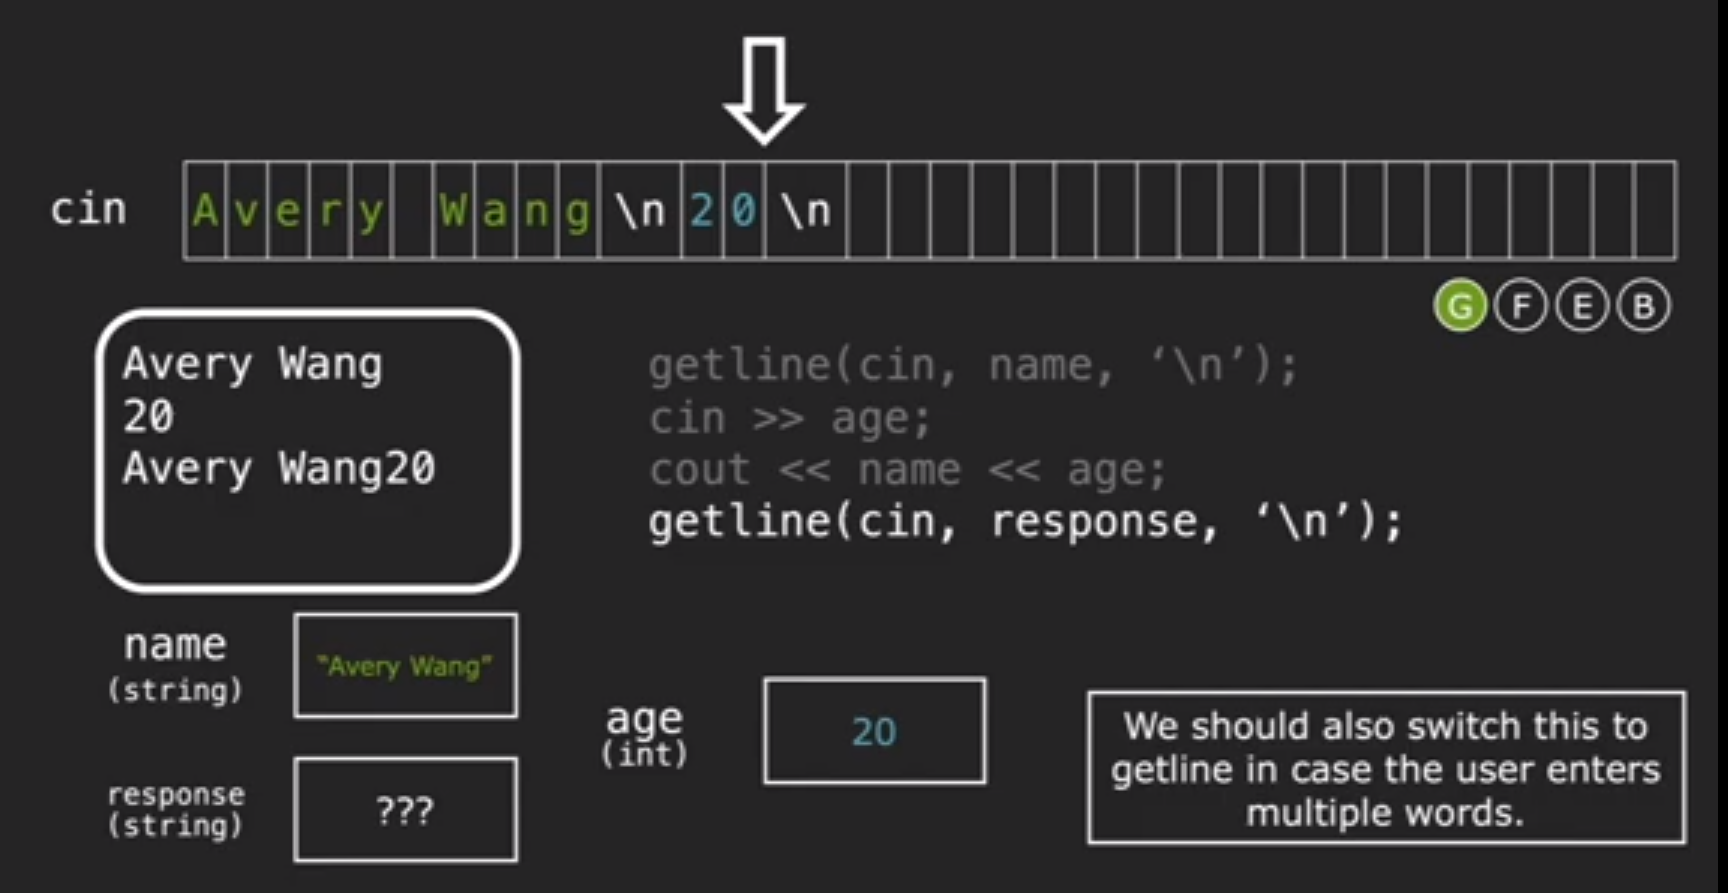 cin A v e r y W a n g \n 2 0 \n
G F E B
Avery Wang
20
Avery Wang20
getline(cin, name, ‘\n’);
cin >> age;
cout << name << age;
getline(cin, response, ‘\n’);
name
(string)
“Avery Wang”
age
(int)
20
response
(string)
???
We should also switch this to
getline in case the user enters
multiple words.